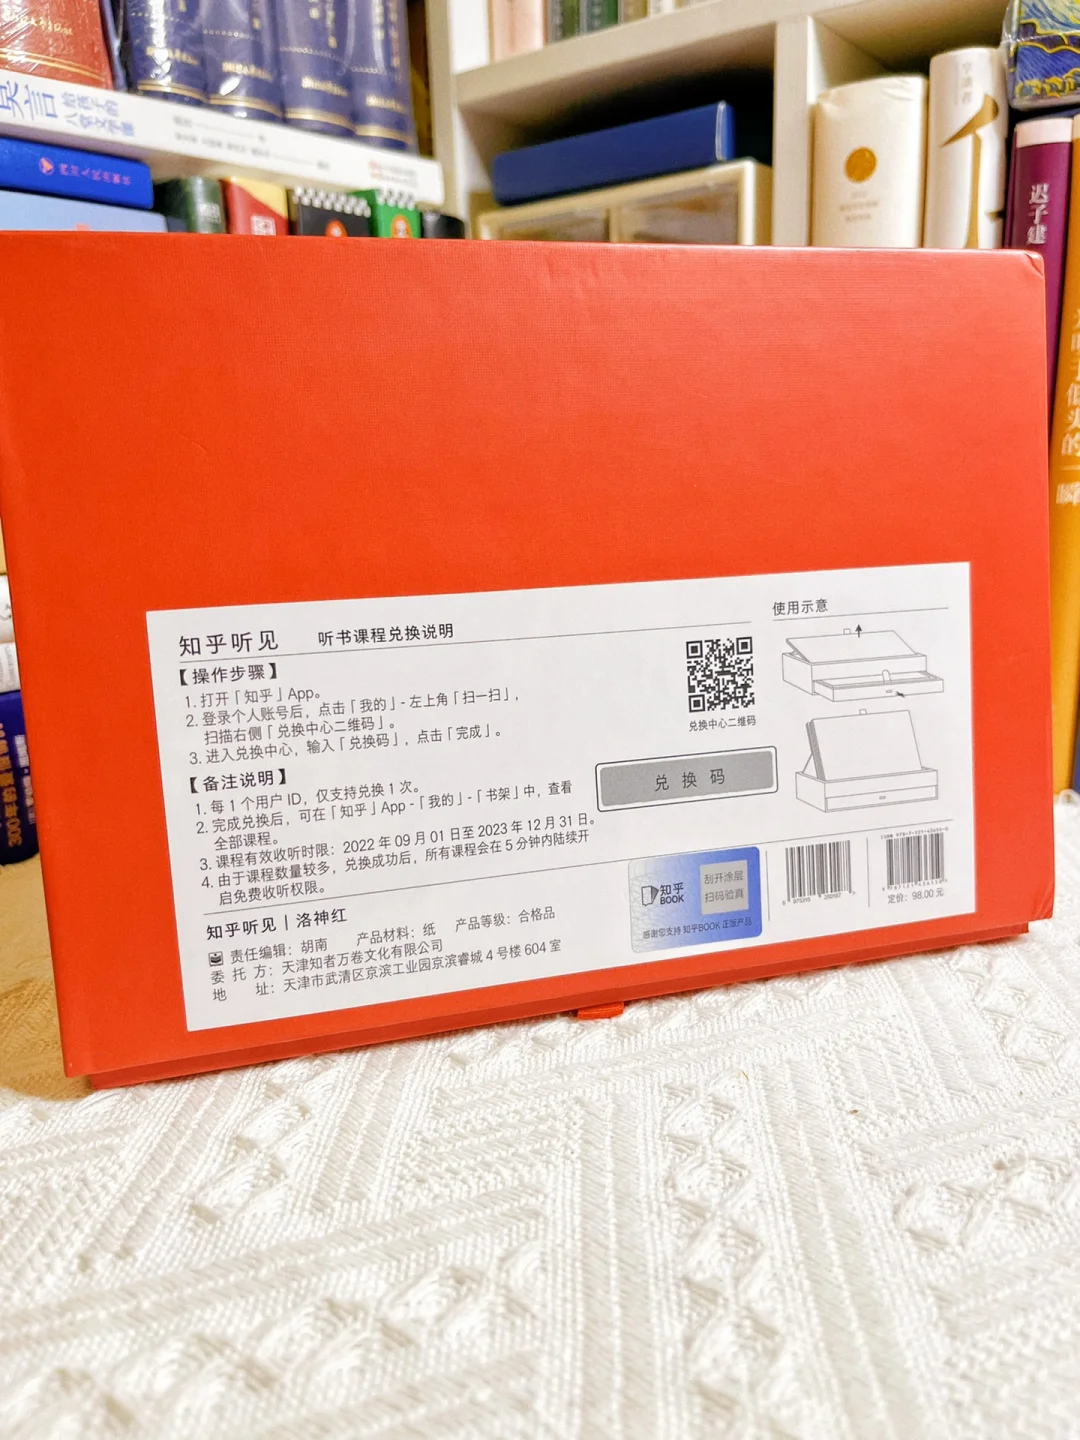 给孩子的
八堂文学课
迟子建
知乎听见 听书课程兑换说明
【操作步骤】
1. 打开「知乎」App。
2. 登录个人账号后，点击「我的」- 左上角「扫一扫」，
扫描右侧「兑换中心二维码」。
3. 进入兑换中心，输入「兑换码」，点击「完成」。
【备注说明】
1. 每 1 个用户 ID，仅支持兑换 1 次。
2. 完成兑换后，可在「知乎」App -「我的」-「书架」中，查看
全部课程。
3. 课程有效收听时限：2022 年 09 月 01 日至 2023 年 12 月 31 日。
4. 由于课程数量较多，兑换成功后，所有课程会在 5 分钟内陆续开
启免费收听权限。
兑换中心二维码
兑 换 码
使用示意
知乎听见 | 洛神红
责任编辑：胡南 产品材料：纸 产品等级：合格品
委 托 方：天津知者万卷文化有限公司
地 址：天津市武清区京滨工业园京滨睿城 4 号楼 604 室
知乎
BOOK
刮开涂层
扫码验真
感谢您支持 知乎BOOK 正版产品
定价：98.00 元